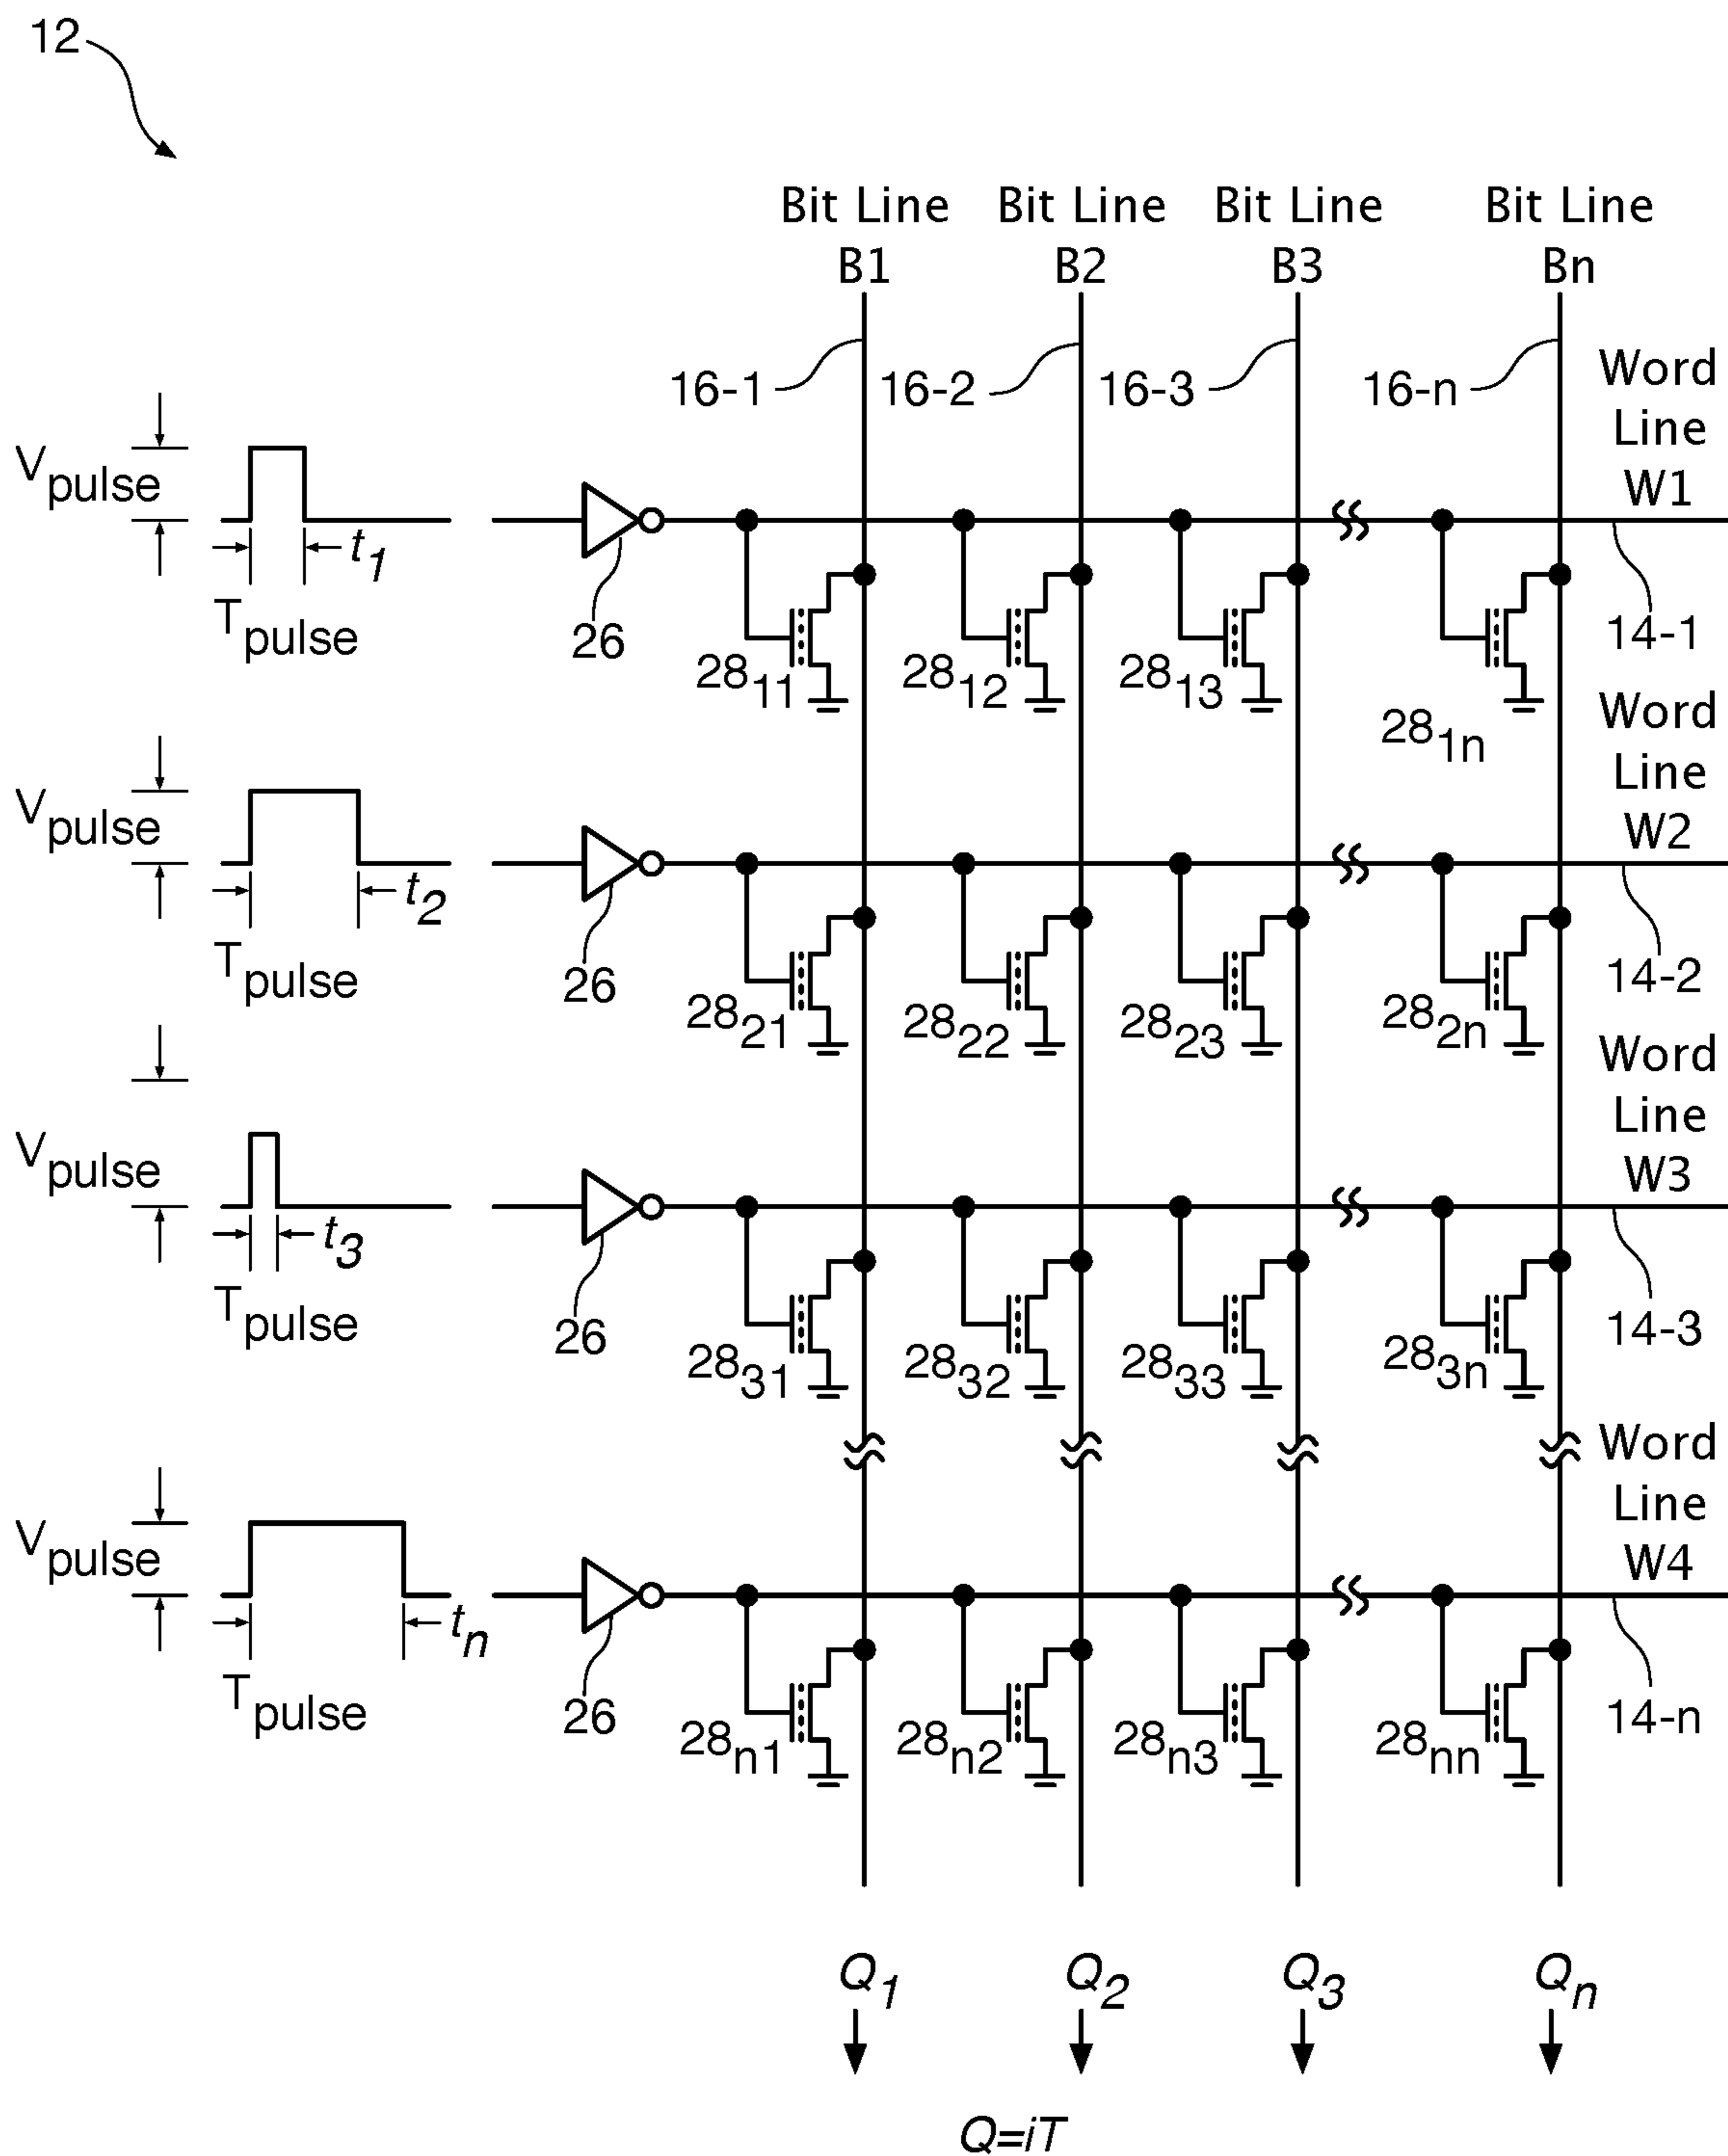 12
Bit Line Bit Line Bit Line Bit Line
B1 B2 B3 Bn
16-1 16-2 16-3 16-n
Word
Line
W1
Vpulse
t1
Tpulse
26
2811 2812 2813 281n
14-1
Word
Line
W2
Vpulse
t2
Tpulse
26
2821 2822 2823 282n
14-2
Word
Line
W3
Vpulse
t3
Tpulse
26
2831 2832 2833 283n
14-3
Word
Line
W4
Vpulse
tn
Tpulse
26
28n1 28n2 28n3 28nn
14-n
Q1 Q2 Q3 Qn
Q=iT